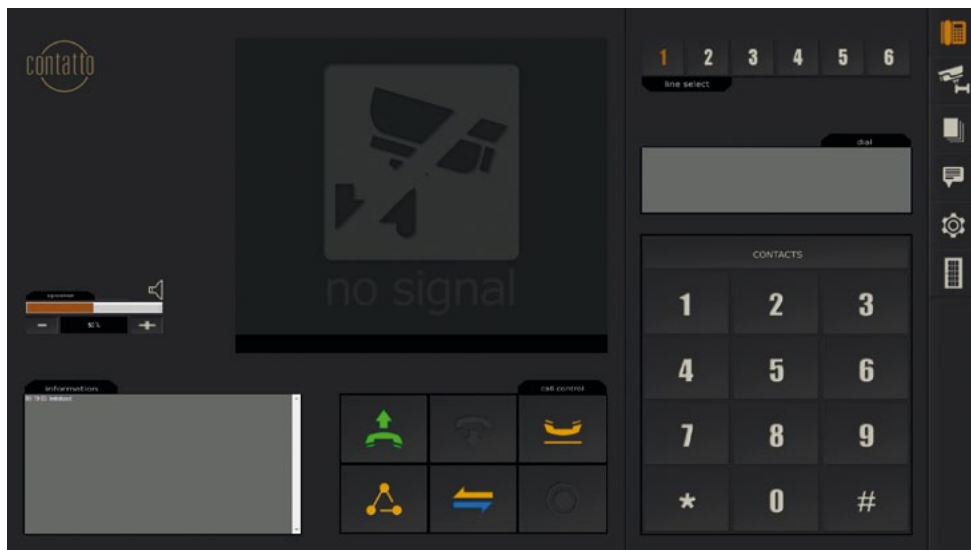 contatto
no signal
speaker
50%
information
call control
1 2 3 4 5 6
line select
dial
CONTACTS
1 2 3
4 5 6
7 8 9
* 0 #